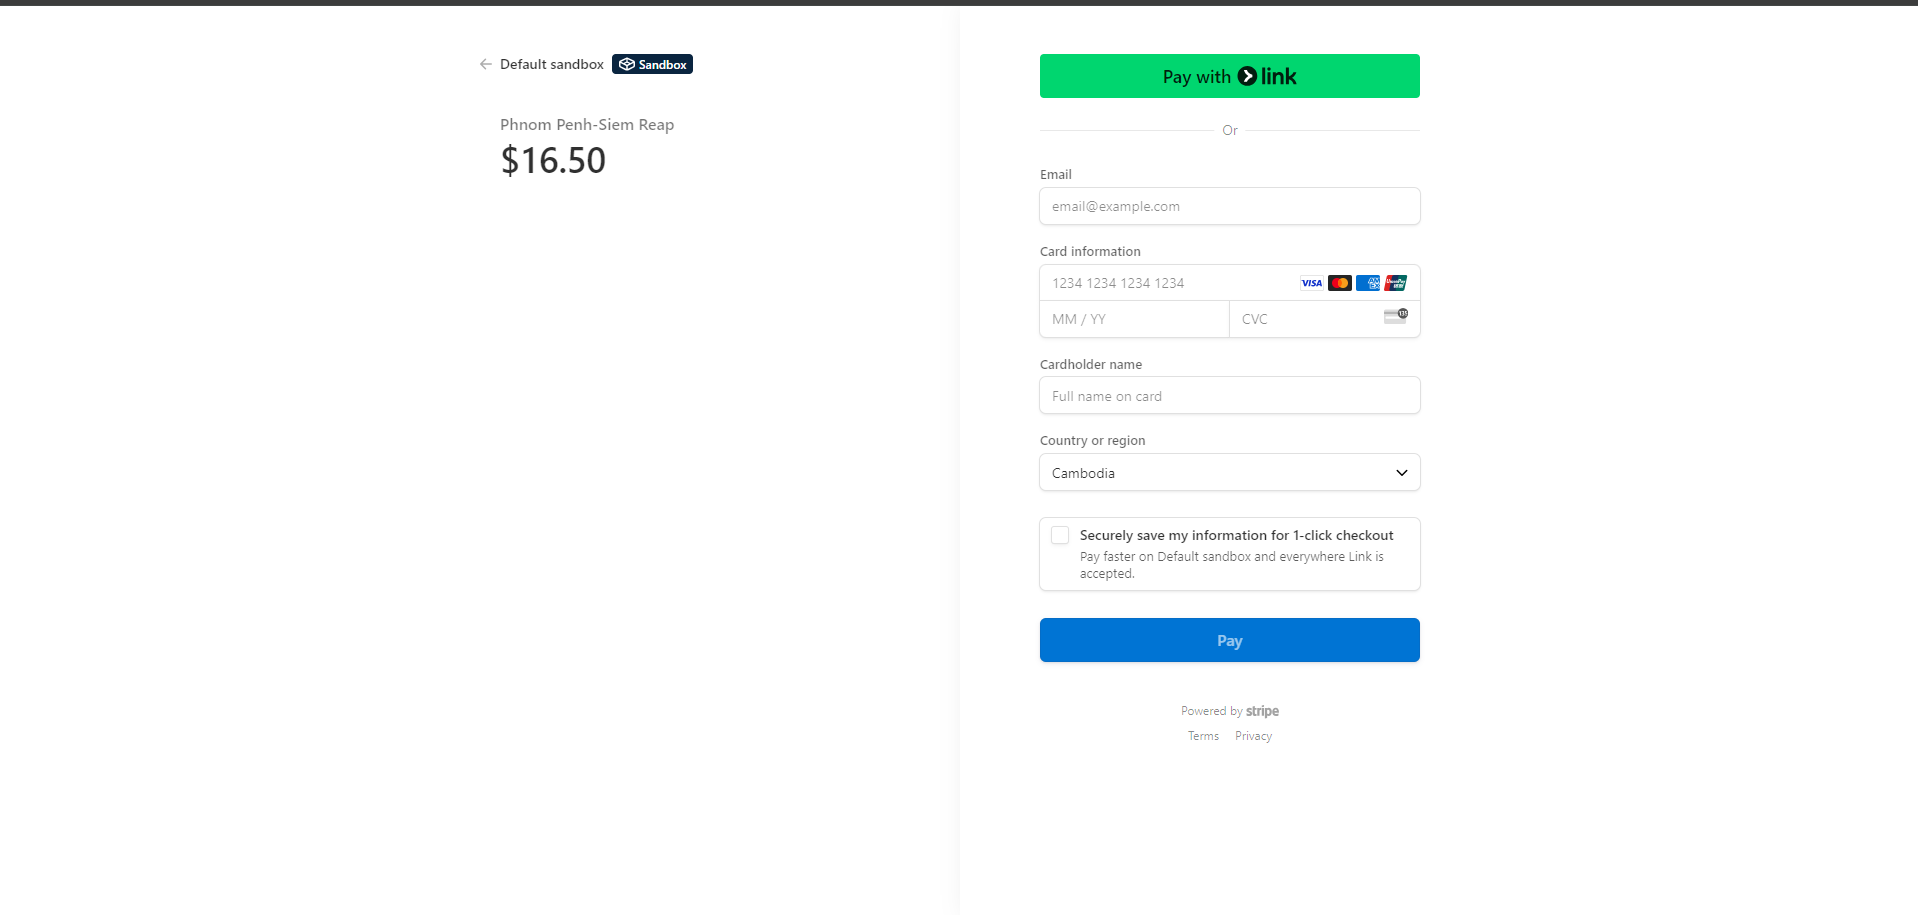 Default sandbox Sandbox
Phnom Penh-Siem Reap
$16.50
Pay with link
Or
Email
email@example.com
Card information
1234 1234 1234 1234 VISA
MM / YY
CVC
Cardholder name
Full name on card
Country or region
Cambodia
Securely save my information for 1-click checkout
Pay faster on Default sandbox and everywhere Link is
accepted.
Pay
Powered by stripe
Terms Privacy